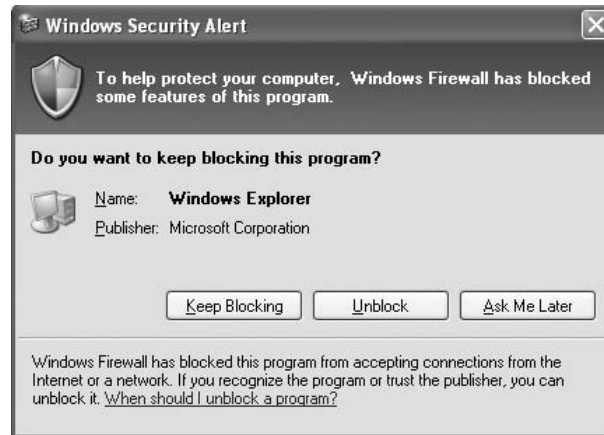 Windows Security Alert
To help protect your computer, Windows Firewall has blocked
some features of this program.
Do you want to keep blocking this program?
Name: Windows Explorer
Publisher: Microsoft Corporation
Keep Blocking Unblock Ask Me Later
Windows Firewall has blocked this program from accepting connections from the
Internet or a network. If you recognize the program or trust the publisher, you can
unblock it. When should I unblock a program?